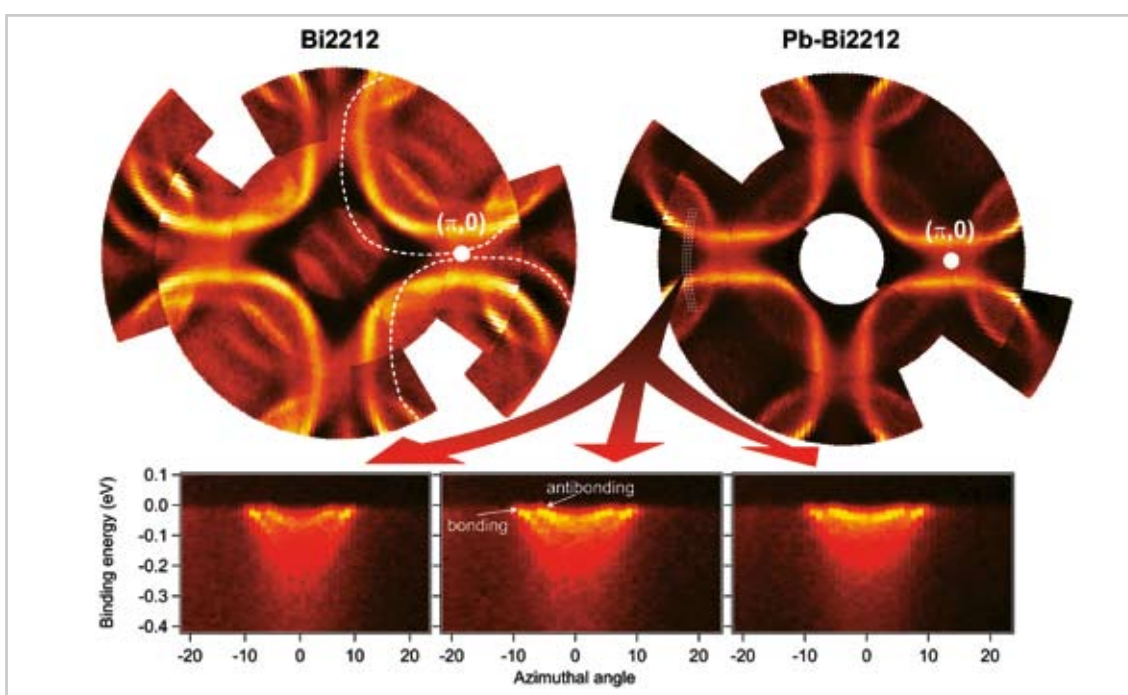 Bi2212
Pb-Bi2212
(π,0)
(π,0)
Binding energy (eV)
0.1
0.0
-0.1
-0.2
-0.3
-0.4
antibonding
bonding
-20 -10 0 10 20
-20 -10 0 10 20
-20 -10 0 10 20
Azimuthal angle